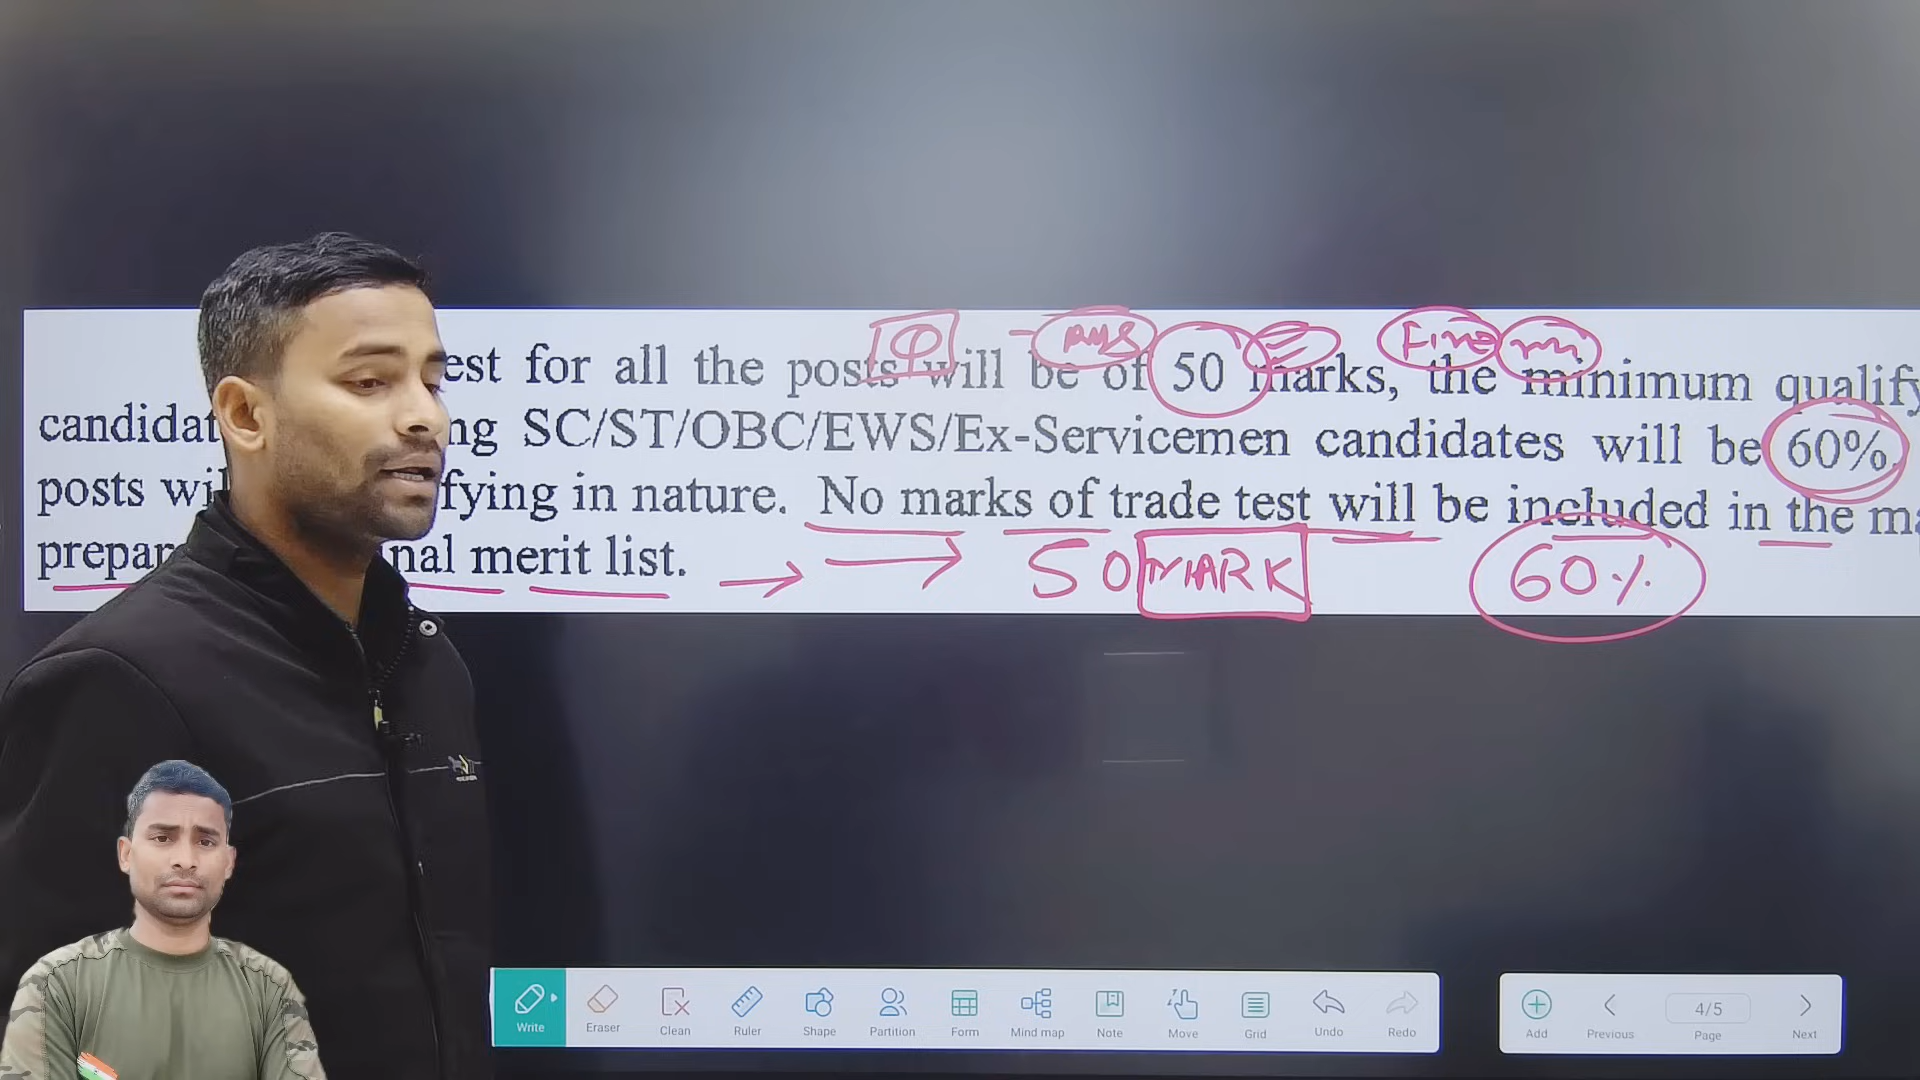 est for all the posts will be of 50 marks, the minimum qualify
candidat ng SC/ST/OBC/EWS/Ex-Servicemen candidates will be 60%.
posts wil fying in nature. No marks of trade test will be included in the ma
prepar nal merit list.
50 MARK 60%
Write Eraser Clean Ruler Shape Partition Form Mind map Note Move Grid Undo Redo
Add Previous 4/5 Page Next